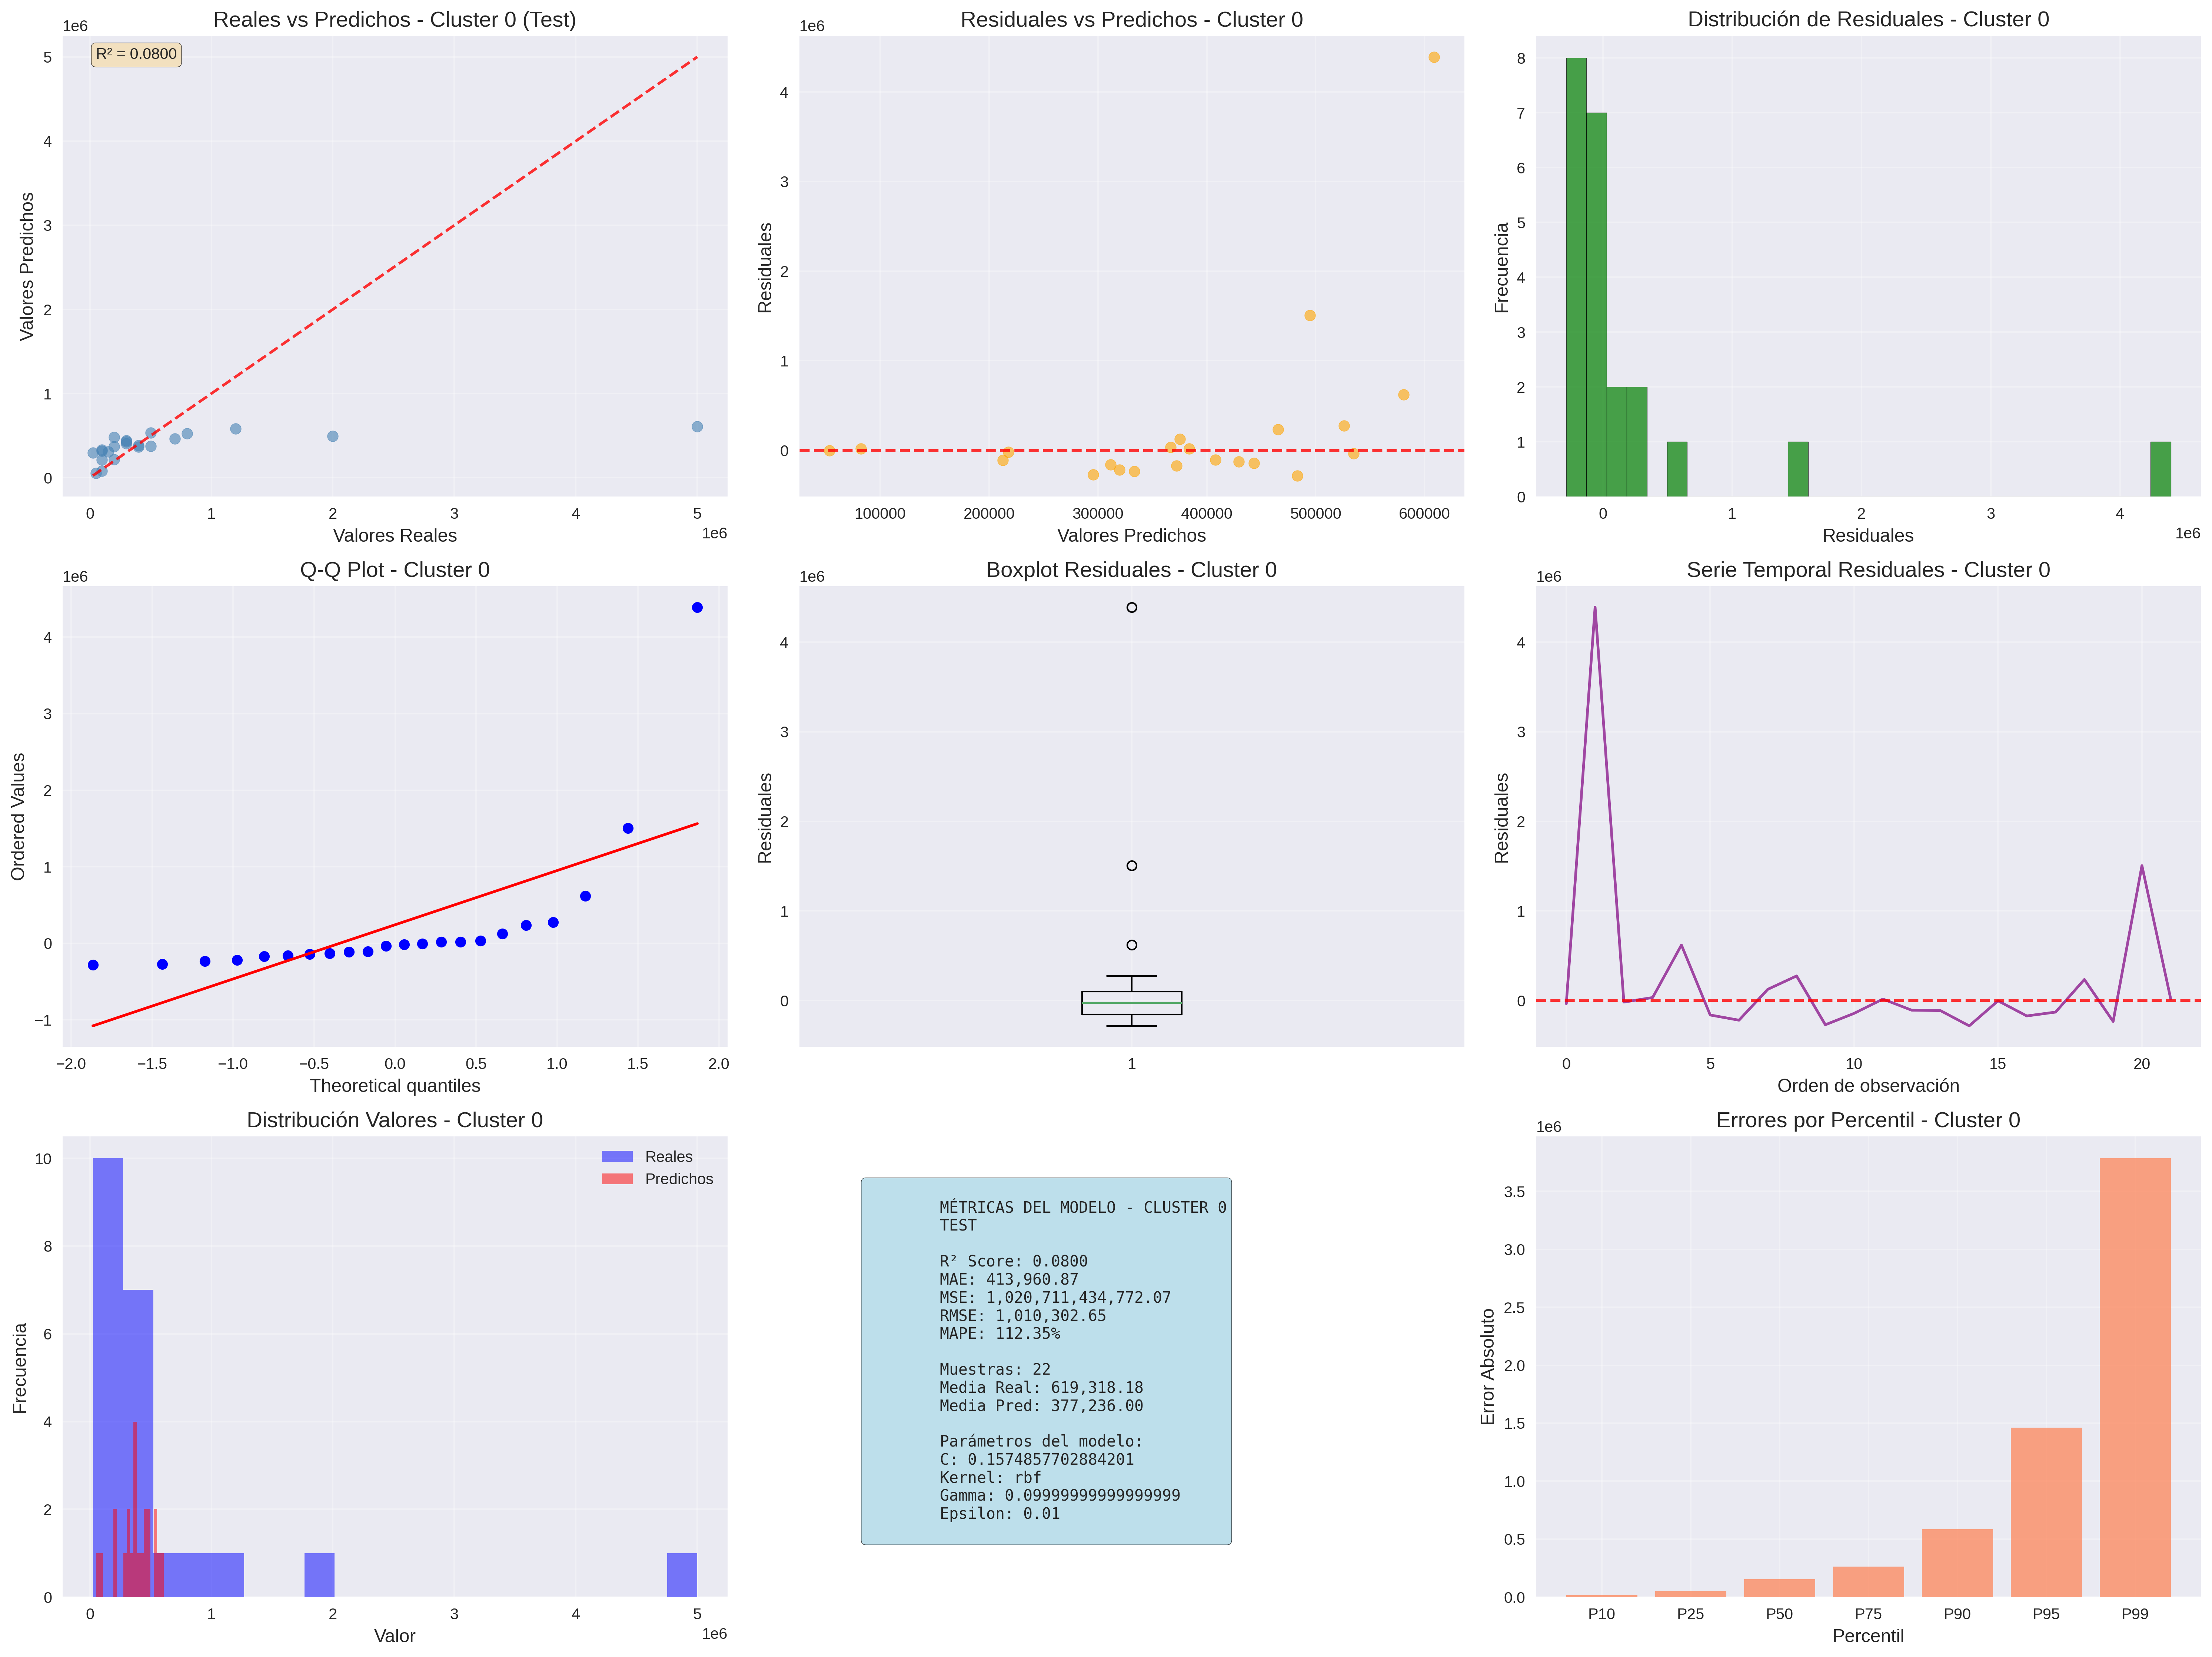 Reales vs Predichos - Cluster 0 (Test)
1e6
R² = 0.0800
5
4
3
2
1
0
Valores Predichos
0 1 2 3 4 5
1e6
Valores Reales
Residuales vs Predichos - Cluster 0
1e6
4
3
2
1
0
Residuales
100000 200000 300000 400000 500000 600000
Valores Predichos
Distribución de Residuales - Cluster 0
8
7
6
5
4
3
2
1
0
Frecuencia
0 1 2 3 4
1e6
Residuales
Q-Q Plot - Cluster 0
1e6
4
3
2
1
0
−1
Ordered Values
−2.0 −1.5 −1.0 −0.5 0.0 0.5 1.0 1.5 2.0
Theoretical quantiles
Boxplot Residuales - Cluster 0
1e6
4
3
2
1
0
Residuales
1
Serie Temporal Residuales - Cluster 0
1e6
4
3
2
1
0
Residuales
0 5 10 15 20
Orden de observación
Distribución Valores - Cluster 0
Reales
Predichos
10
8
6
4
2
0
Frecuencia
0 1 2 3 4 5
1e6
Valor
MÉTRICAS DEL MODELO - CLUSTER 0
TEST
R² Score: 0.0800
MAE: 413,960.87
MSE: 1,020,711,434,772.07
RMSE: 1,010,302.65
MAPE: 112.35%
Muestras: 22
Media Real: 619,318.18
Media Pred: 377,236.00
Parámetros del modelo:
C: 0.1574857702884201
Kernel: rbf
Gamma: 0.09999999999999999
Epsilon: 0.01
Errores por Percentil - Cluster 0
1e6
3.5
3.0
2.5
2.0
1.5
1.0
0.5
0.0
Error Absoluto
P10 P25 P50 P75 P90 P95 P99
Percentil